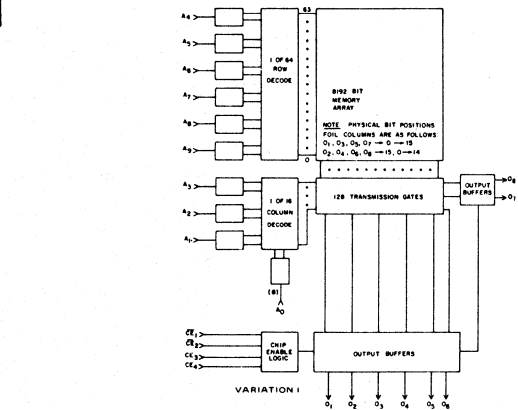 A4
A5
A6
A7
A8
A9
1 OF 64
ROW
DECODE
63
0
8192 BIT
MEMORY
ARRAY
NOTE PHYSICAL BIT POSITIONS
FOIL COLUMNS ARE AS FOLLOWS
O1, O3, O5, O7 → 0 → 15
O2, O4, O6, O8 → 15, 0 → 14
A3
A2
A1
1 OF 16
COLUMN
DECODE
128 TRANSMISSION GATES
OUTPUT
BUFFERS
O8
O7
(8)
A0
CE1
CE2
CE3
CE4
CHIP
ENABLE
LOGIC
OUTPUT BUFFERS
VARIATION I
O1 O2 O3 O4 O5 O6